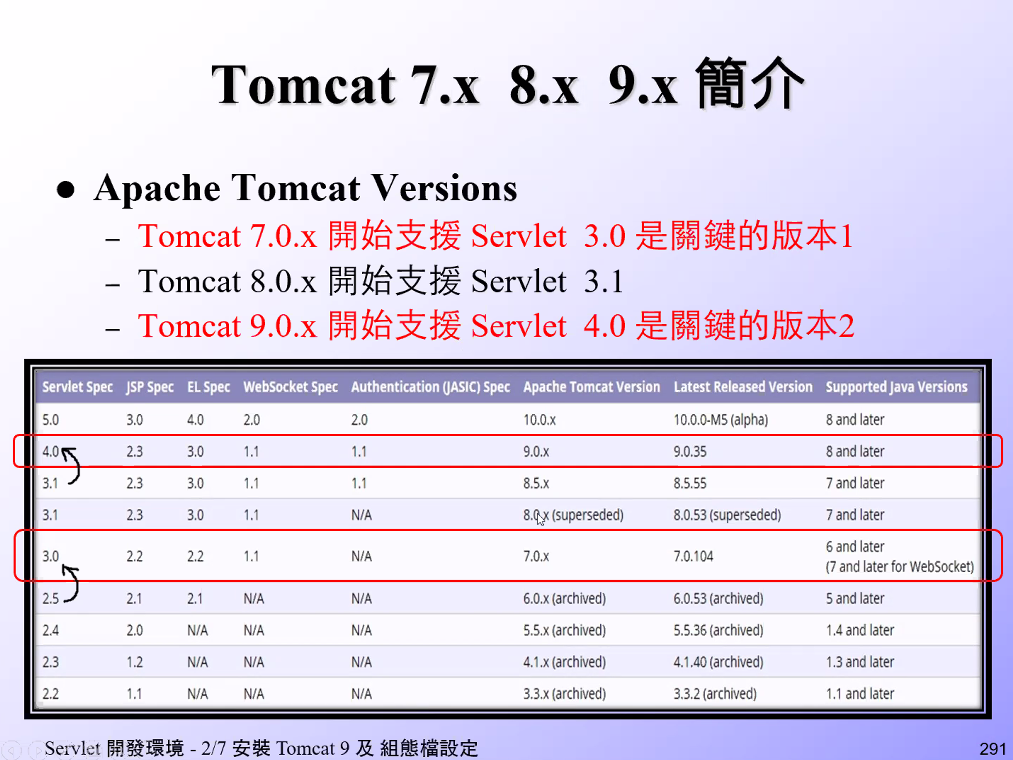 Tomcat 7.x 8.x 9.x 簡介
● Apache Tomcat Versions
– Tomcat 7.0.x 開始支援 Servlet 3.0 是關鍵的版本1
– Tomcat 8.0.x 開始支援 Servlet 3.1
– Tomcat 9.0.x 開始支援 Servlet 4.0 是關鍵的版本2
Servlet Spec JSP Spec EL Spec WebSocket Spec Authentication (JASIC) Spec Apache Tomcat Version Latest Released Version Supported Java Versions
5.0 3.0 4.0 2.0 2.0 10.0.x 10.0.0-M5 (alpha) 8 and later
4.0 2.3 3.0 1.1 1.1 9.0.x 9.0.35 8 and later
3.1 2.3 3.0 1.1 1.1 8.5.x 8.5.55 7 and later
3.1 2.3 3.0 1.1 N/A 8.0.x (superseded) 8.0.53 (superseded) 7 and later
3.0 2.2 2.2 1.1 N/A 7.0.x 7.0.104 6 and later
(7 and later for WebSocket)
2.5 2.1 2.1 N/A N/A 6.0.x (archived) 6.0.53 (archived) 5 and later
2.4 2.0 N/A N/A N/A 5.5.x (archived) 5.5.36 (archived) 1.4 and later
2.3 1.2 N/A N/A N/A 4.1.x (archived) 4.1.40 (archived) 1.3 and later
2.2 1.1 N/A N/A N/A 3.3.x (archived) 3.3.2 (archived) 1.1 and later
Servlet 開發環境 - 2/7 安裝 Tomcat 9 及 組態檔設定
291